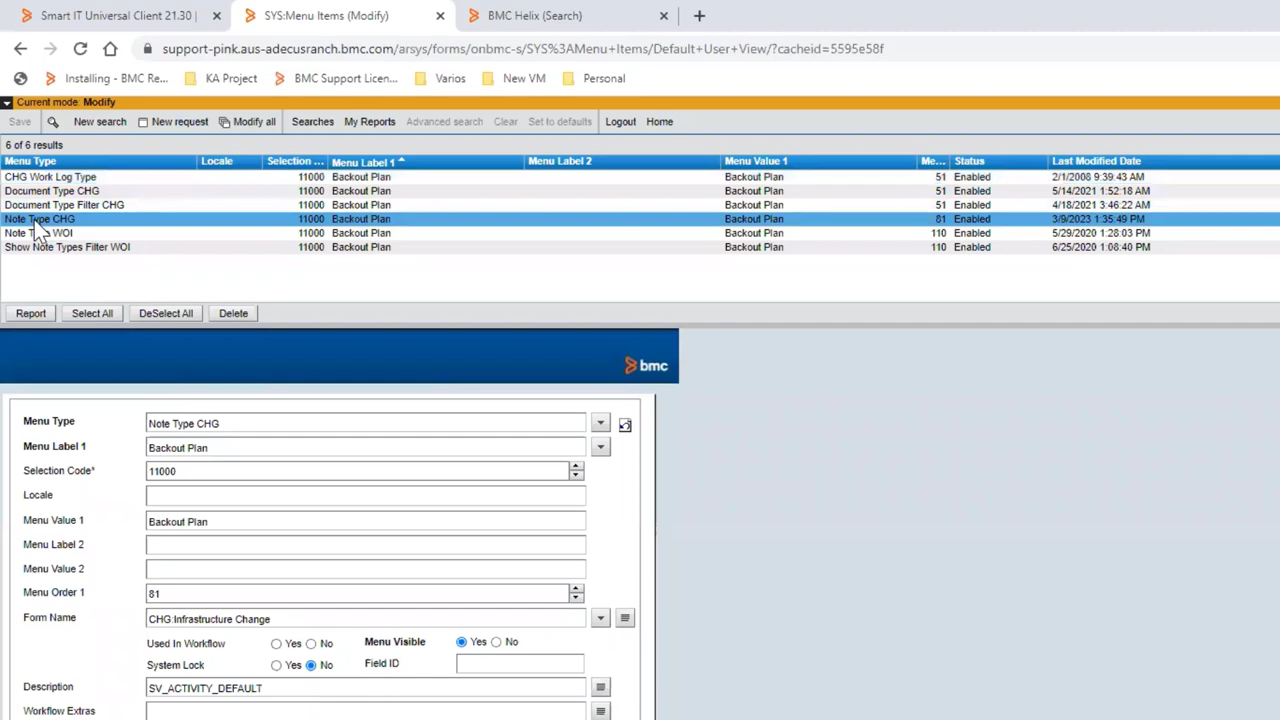 Smart IT Universal Client 21.30 | SYS:Menu Items (Modify) BMC Helix (Search)
support-pink.aus-adecusranch.bmc.com/arsys/forms/onbmc-s/SYS%3AMenu+Items/Default+User+View/?cacheid=5595e58f
Installing - BMC Re... KA Project BMC Support Licen... Varios New VM Personal
Current mode: Modify
Save New search New request Modify all Searches My Reports Advanced search Clear Set to defaults Logout Home
6 of 6 results
Menu Type Locale Selection ... Menu Label 1 Menu Label 2 Menu Value 1 Me... Status Last Modified Date
CHG Work Log Type 11000 Backout Plan Backout Plan 51 Enabled 2/1/2008 9:39:43 AM
Document Type CHG 11000 Backout Plan Backout Plan 51 Enabled 5/14/2021 1:52:18 AM
Document Type Filter CHG 11000 Backout Plan Backout Plan 51 Enabled 4/18/2021 3:46:22 AM
Note Type CHG 11000 Backout Plan Backout Plan 81 Enabled 3/9/2023 1:35:49 PM
Note WOI 11000 Backout Plan Backout Plan 110 Enabled 5/29/2020 1:28:03 PM
Show Note Types Filter WOI 11000 Backout Plan Backout Plan 110 Enabled 6/25/2020 1:08:40 PM
Report Select All DeSelect All Delete
bmc
Menu Type Note Type CHG
Menu Label 1 Backout Plan
Selection Code* 11000
Locale
Menu Value 1 Backout Plan
Menu Label 2
Menu Value 2
Menu Order 1 81
Form Name CHG:Infrastructure Change
Used In Workflow Yes No Menu Visible Yes No
System Lock Yes No Field ID
Description SV_ACTIVITY_DEFAULT
Workflow Extras